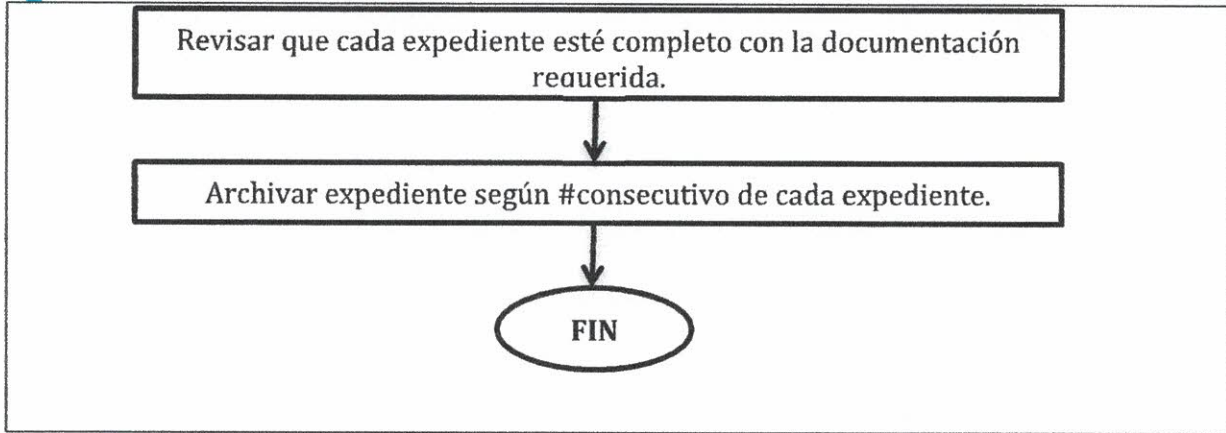 Revisar que cada expediente esté completo con la documentación
requerida.
Archivar expediente según #consecutivo de cada expediente.
FIN